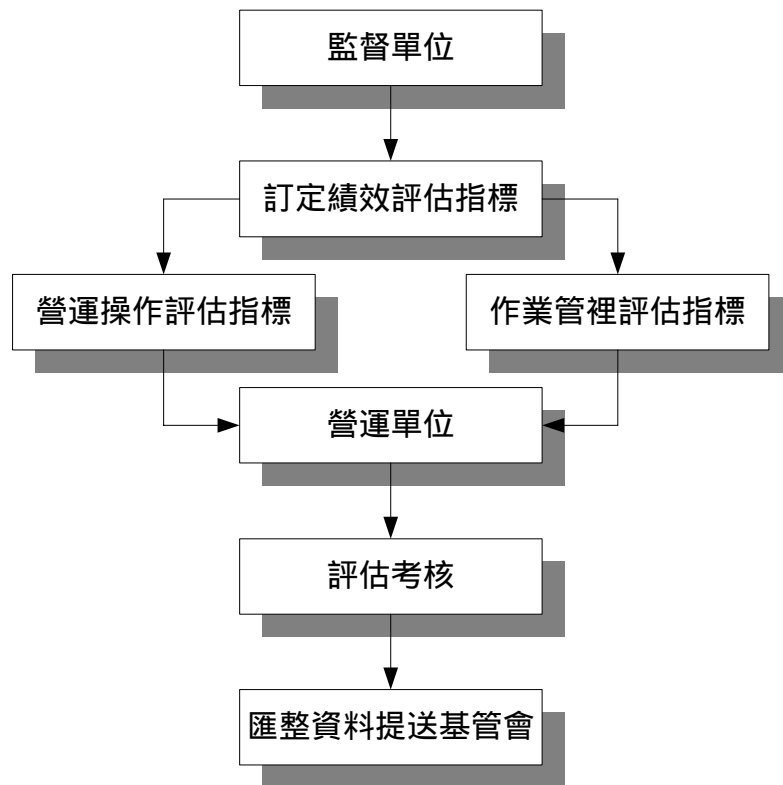 監督單位
訂定績效評估指標
營運操作評估指標
作業管裡評估指標
營運單位
評估考核
匯整資料提送基管會